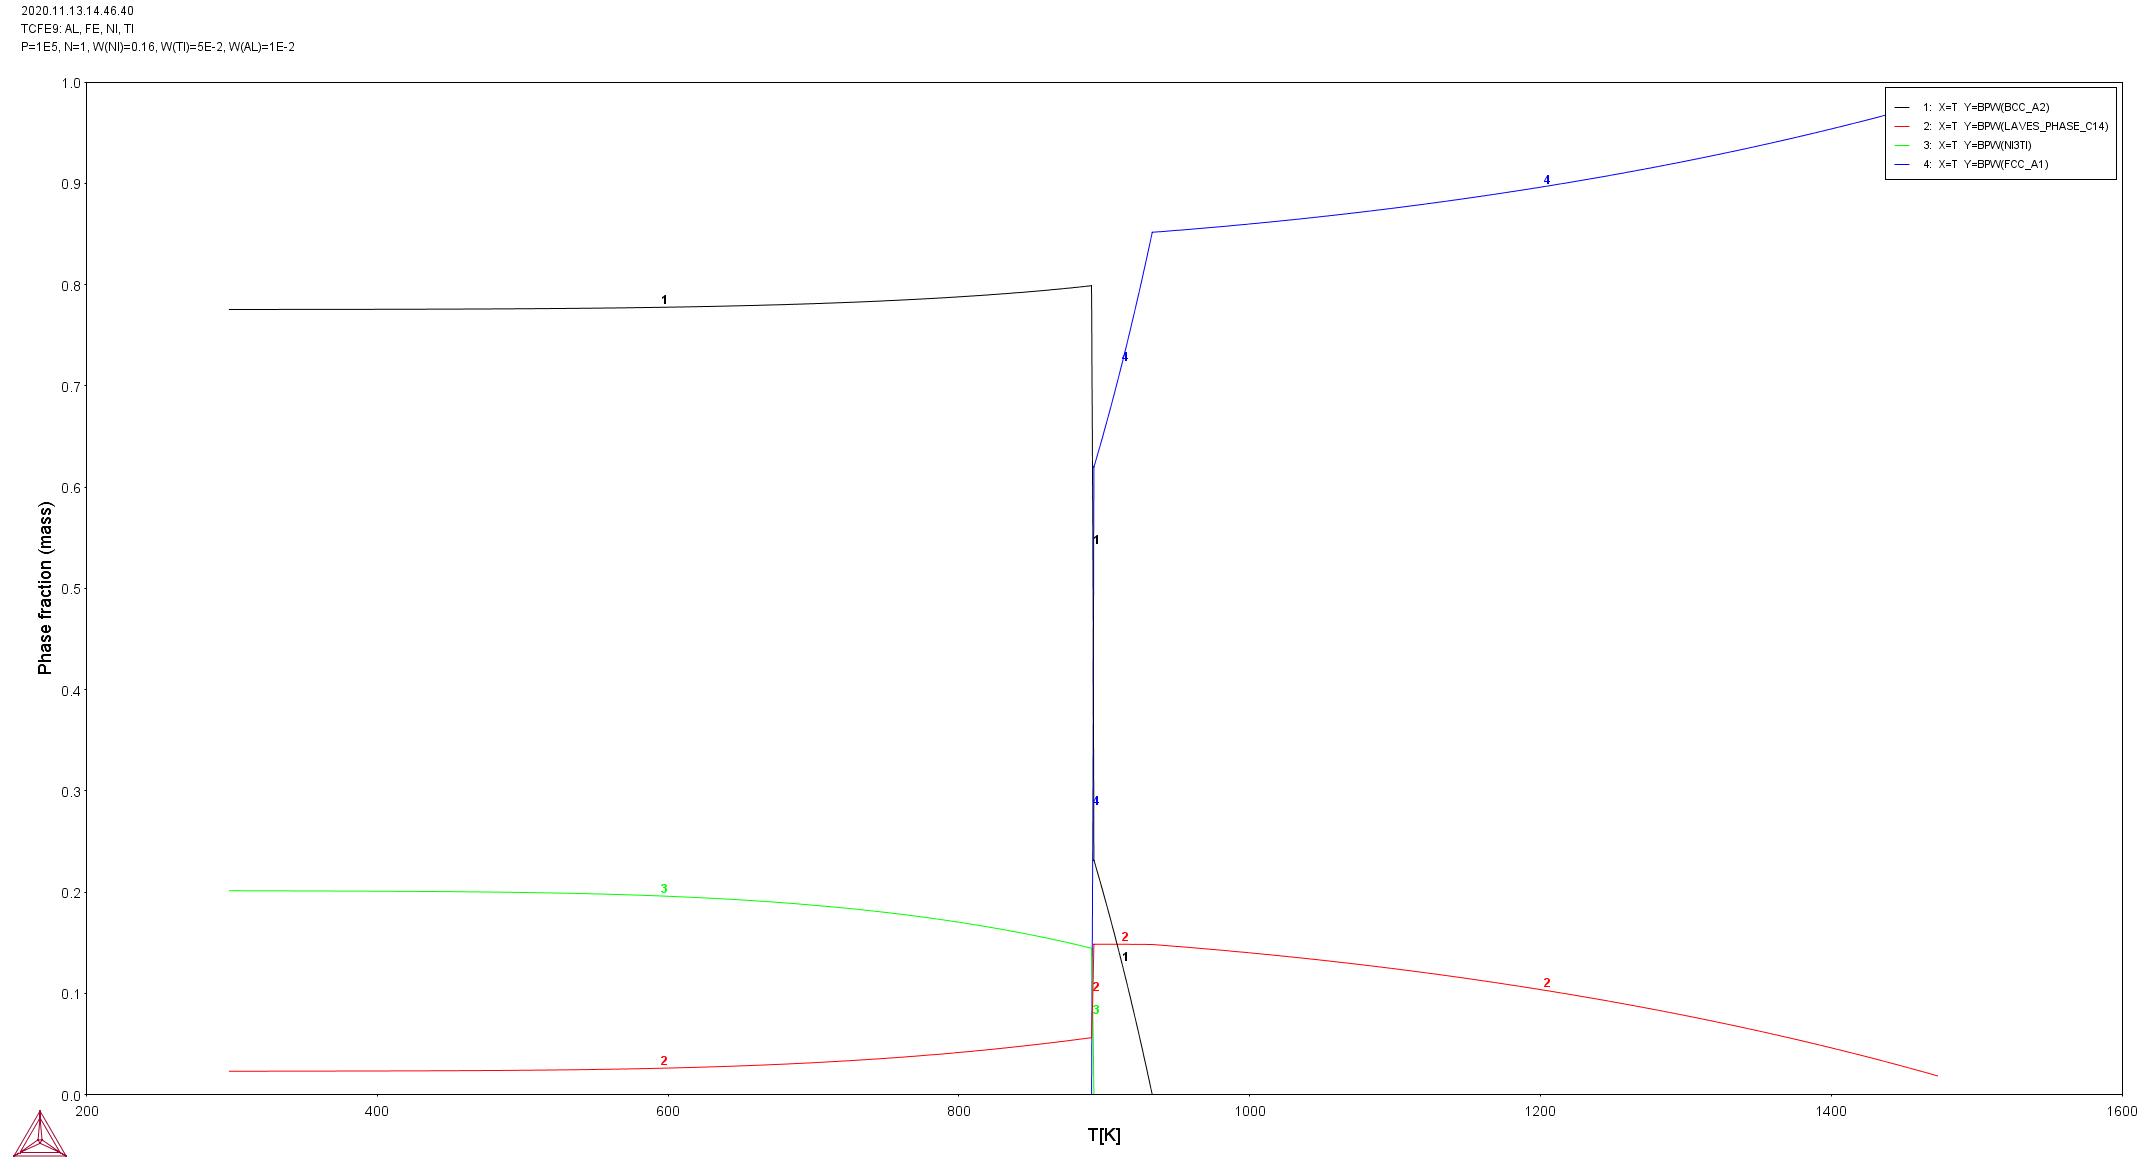 2020.11.13.14.46.40
TCFE9: AL, FE, NI, TI
P=1E5, N=1, W(NI)=0.16, W(TI)=5E-2, W(AL)=1E-2
1: X=T Y=BPW(BCC_A2)
2: X=T Y=BPW(LAVES_PHASE_C14)
3: X=T Y=BPW(NI3TI)
4: X=T Y=BPW(FCC_A1)
Phase fraction (mass)
1.0
0.9
0.8
0.7
0.6
0.5
0.4
0.3
0.2
0.1
0.0
4
1
4
1
4
3
2
1
2
2
3
2
200 400 600 800 1000 1200 1400 1600
T[K]